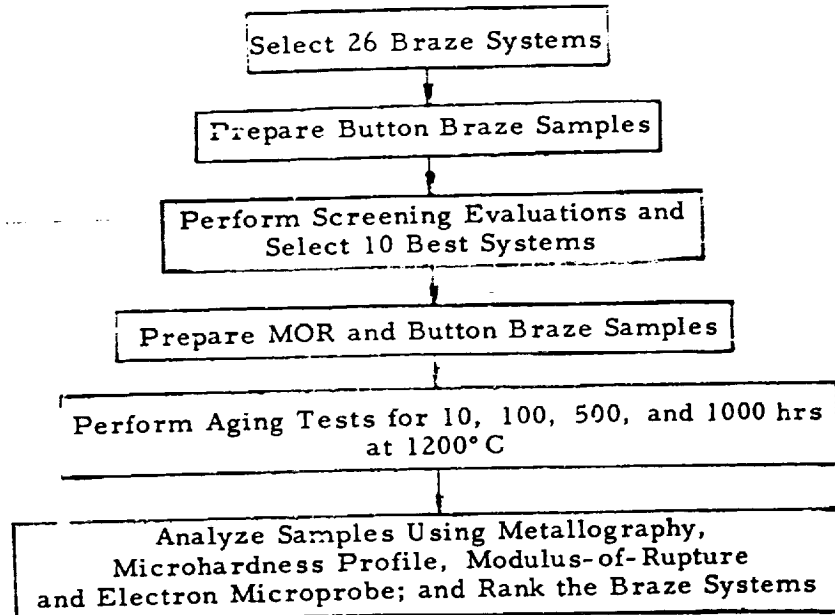 Select 26 Braze Systems
Prepare Button Braze Samples
Perform Screening Evaluations and
Select 10 Best Systems
Prepare MOR and Button Braze Samples
Perform Aging Tests for 10, 100, 500, and 1000 hrs
at 1200°C
Analyze Samples Using Metallography,
Microhardness Profile, Modulus-of-Rupture
and Electron Microprobe; and Rank the Braze Systems